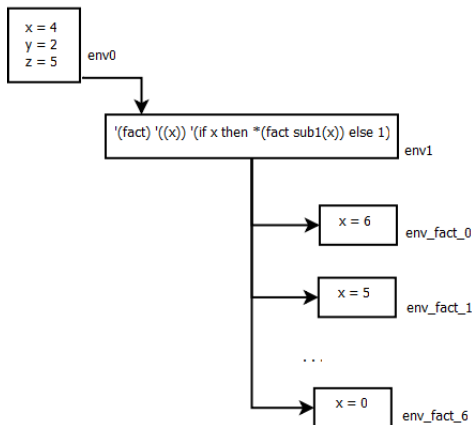 x = 4
y = 2
z = 5
env0
'(fact) '((x)) '(if x then *(fact sub1(x)) else 1)
env1
x = 6
env_fact_0
x = 5
env_fact_1
...
x = 0
env_fact_6